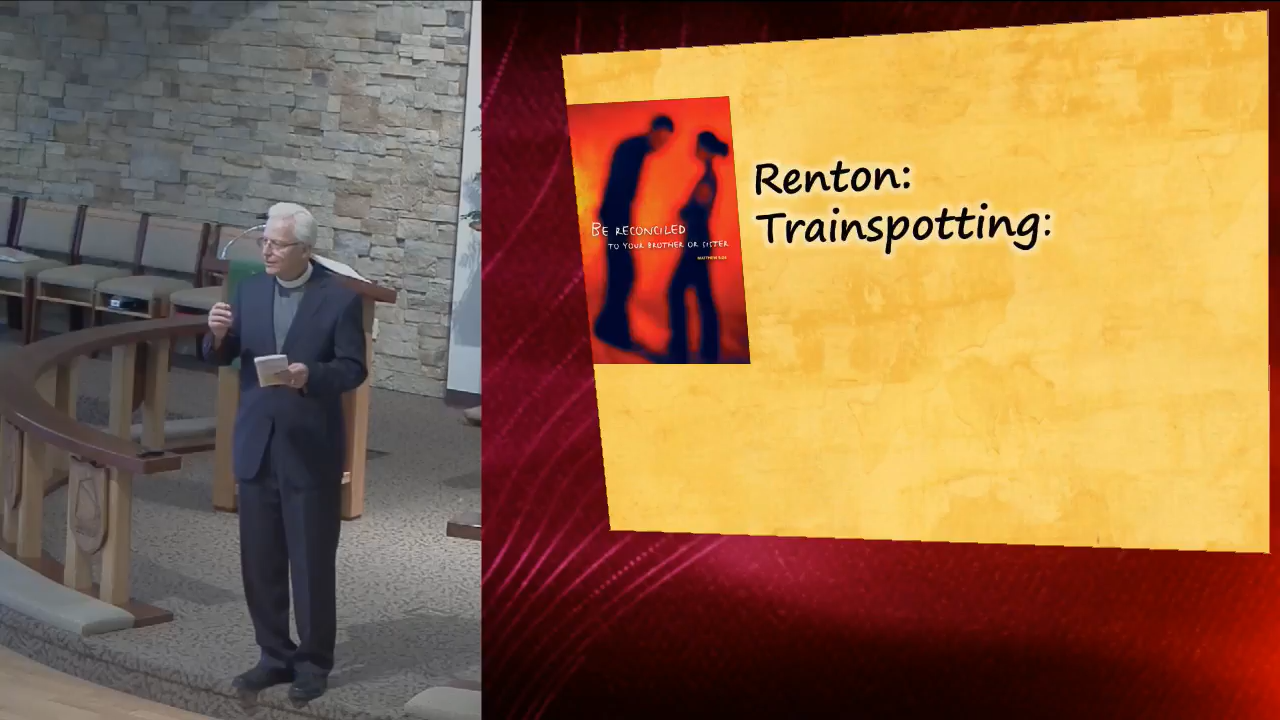 BE RECONCILED
TO YOUR BROTHER OR SISTER
Renton:
Trainspotting: